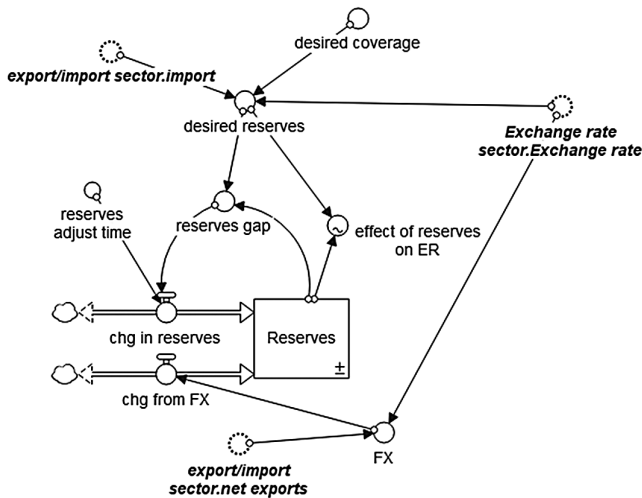 desired coverage
export/import sector.import
desired reserves
Exchange rate
sector.Exchange rate
reserves
adjust time
reserves gap
effect of reserves
on ER
chg in reserves
Reserves
±
chg from FX
FX
export/import
sector.net exports